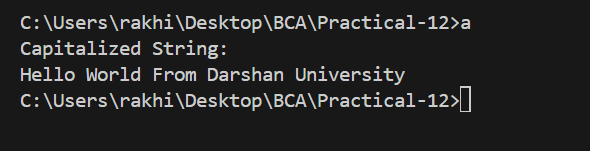 C:\Users\rakhi\Desktop\BCA\Practical-12>a
Capitalized String:
Hello World From Darshan University
C:\Users\rakhi\Desktop\BCA\Practical-12>